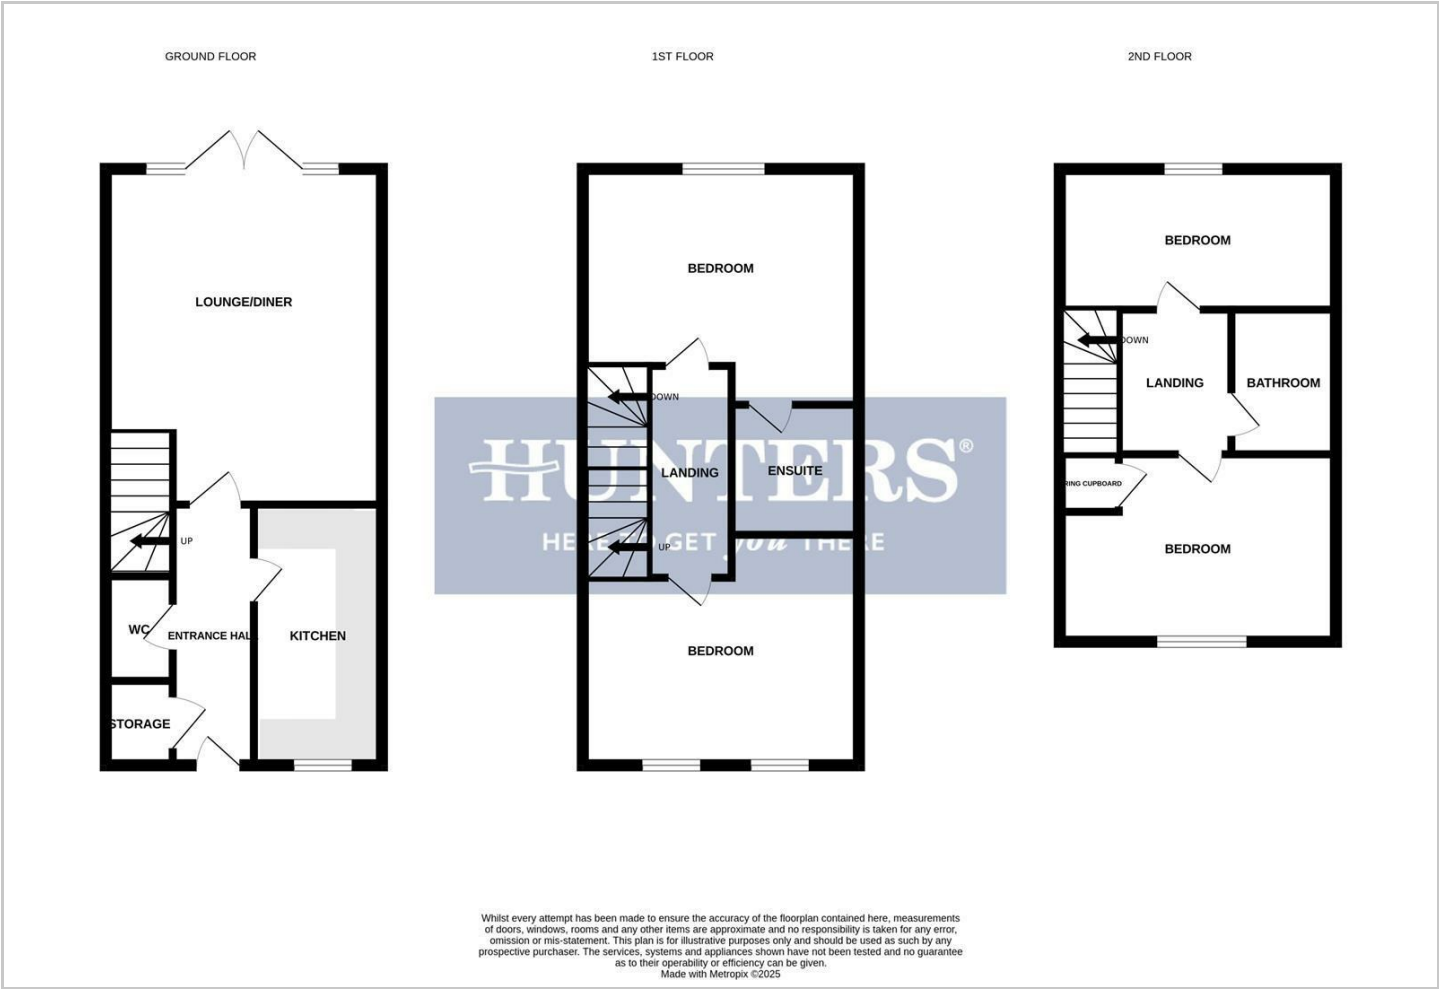 GROUND FLOOR
1ST FLOOR
2ND FLOOR
LOUNGE/DINER
UP
WC
ENTRANCE HALL
KITCHEN
STORAGE
BEDROOM
DOWN
LANDING
ENSUITE
UP
BEDROOM
HUNTERS®
HERE TO GET you THERE
BEDROOM
DOWN
LANDING
BATHROOM
RING CUPBOARD
BEDROOM
Whilst every attempt has been made to ensure the accuracy of the floorplan contained here, measurements
of doors, windows, rooms and any other items are approximate and no responsibility is taken for any error,
omission or mis-statement. This plan is for illustrative purposes only and should be used as such by any
prospective purchaser. The services, systems and appliances shown have not been tested and no guarantee
as to their operability or efficiency can be given.
Made with Metropix ©2025